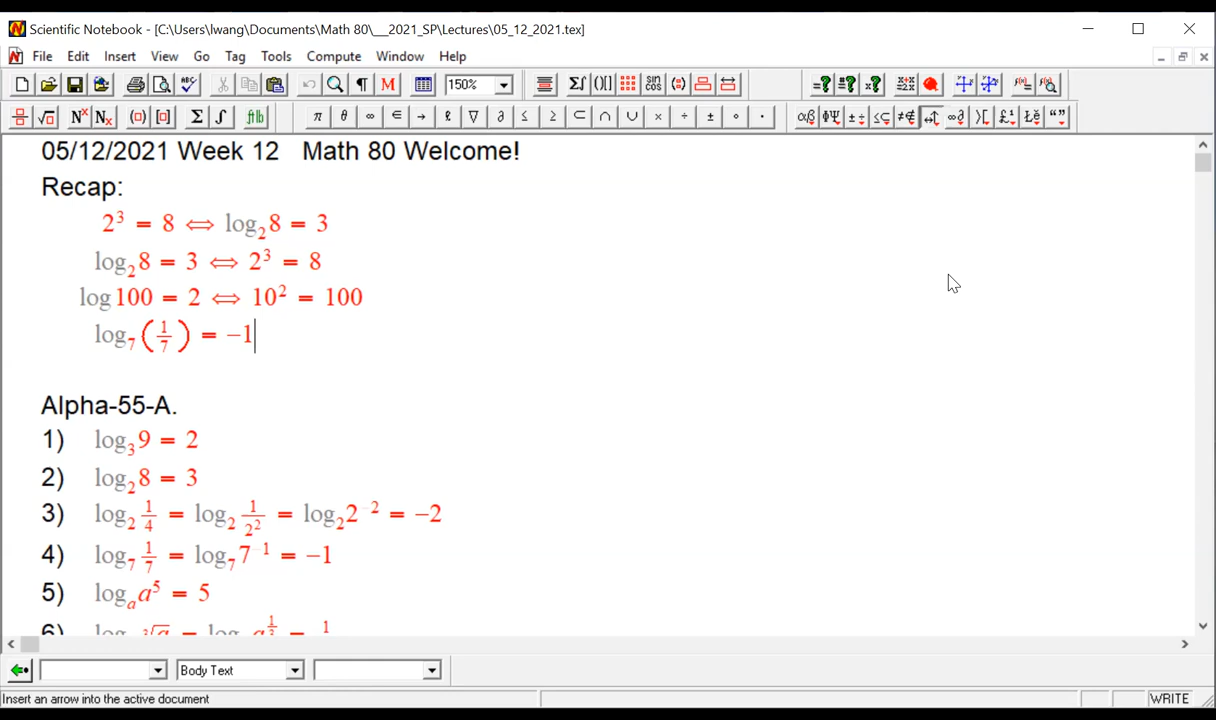 Scientific Notebook - [C:\Users\lwang\Documents\Math 80\__2021_SP\Lectures\05_12_2021.tex]
File Edit Insert View Go Tag Tools Compute Window Help
150%
05/12/2021 Week 12 Math 80 Welcome!
Recap:
2³ = 8 ⟺ log₂8 = 3
log₂8 = 3 ⟺ 2³ = 8
log 100 = 2 ⟺ 10² = 100
log₇(1/7) = −1
Alpha-55-A.
1) log₃9 = 2
2) log₂8 = 3
3) log₂ 1/4 = log₂ 1/2² = log₂2⁻² = −2
4) log₇ 1/7 = log₇7⁻¹ = −1
5) logₐa⁵ = 5
Body Text
Insert an arrow into the active document
WRITE